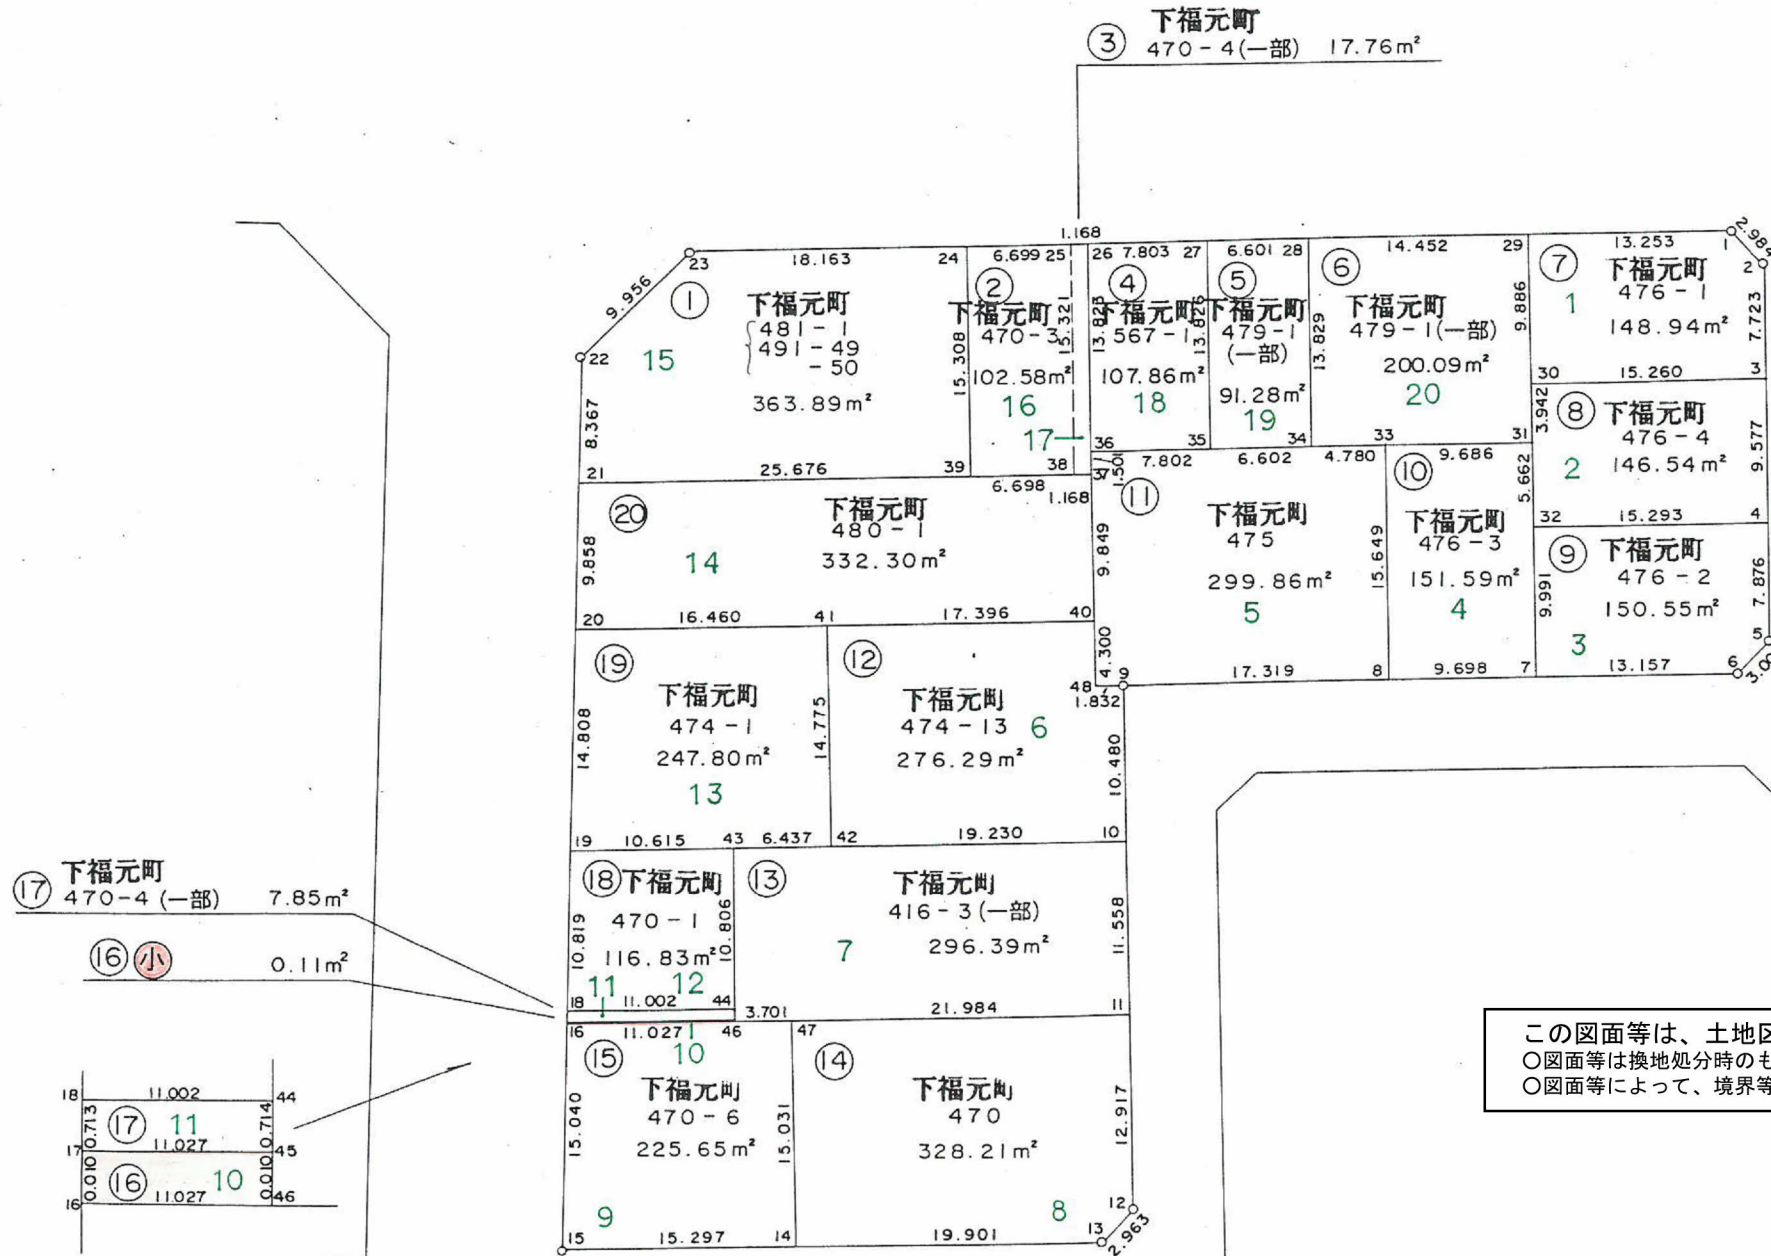 下福元町
③ 470-4(一部) 17.76m²
1.168
2.984
23 18.163 24 6.699 25 26 7.803 27 6.601 28 14.452 29 13.253 1
2
9.956
①
下福元町
481-1
491-49
-50
15
363.89m²
22
8.367
21 25.676 39
15.308
②
下福元町
470-3
102.58m²
16
17
15.321
38
13.823
④
下福元町
567-1
107.86m²
18
36 35
13.826
⑤
下福元町
479-1
(一部)
91.28m²
19
34
13.829
⑥
下福元町
479-1(一部)
200.09m²
20
33 31
9.886
⑦
下福元町
1
476-1
148.94m²
7.723
30 15.260 3
3.942
⑧
下福元町
476-4
2
146.54m²
9.577
5.662
32 15.293 4
⑨
下福元町
476-2
150.55m²
3
9.991
7.876
5
13.157 6
37
1.501
7.802 6.602 4.780 9.686
⑩
下福元町
476-3
151.59m²
4
9.698 7
⑪
下福元町
475
299.86m²
5
15.649
17.319 8
9
6.698
1.168
⑳
下福元町
480-1
332.30m²
14
9.858
9.849
20 16.460 41 17.396 40
4.300
48
1.832
⑲
下福元町
474-1
247.80m²
13
14.808
14.775
⑫
下福元町
474-13
6
276.29m²
10.480
19 10.615 43 6.437 42 19.230 10
⑱
下福元町
470-1
116.83m²
11 12
10.819
10.806
18 11.002 44
⑬
下福元町
416-3(一部)
7
296.39m²
11.558
3.701 21.984 11
下福元町
⑰ 470-4(一部) 7.85m²
⑯ 小 0.11m²
16 11.027 46 47
10
⑮
下福元町
470-6
225.65m²
9
15.040
15.031
15 15.297 14
⑭
下福元町
470
328.21m²
8
12.917
12
13
2.963
19.901
18 11.002 44
0.713 ⑰ 11 0.714
17 11.027 45
0.010 ⑯ 10 0.010
16 11.027 46
この図面等は、土地区
○図面等は換地処分時のも
○図面等によって、境界等